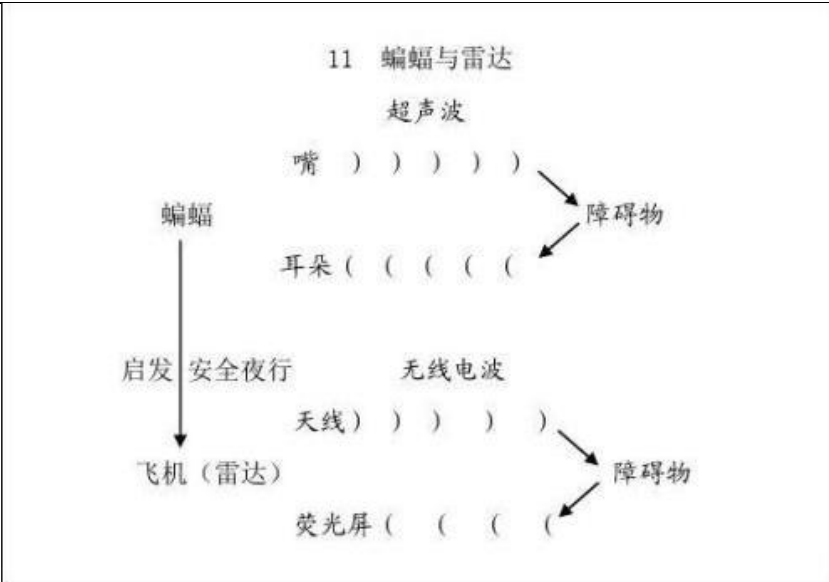 11 蝙蝠与雷达
超声波
嘴 ) ) ) ) )
蝙蝠
障碍物
耳朵 ( ( ( ( (
启发 安全夜行
无线电波
天线 ) ) ) ) )
飞机（雷达）
障碍物
荧光屏 ( ( ( (